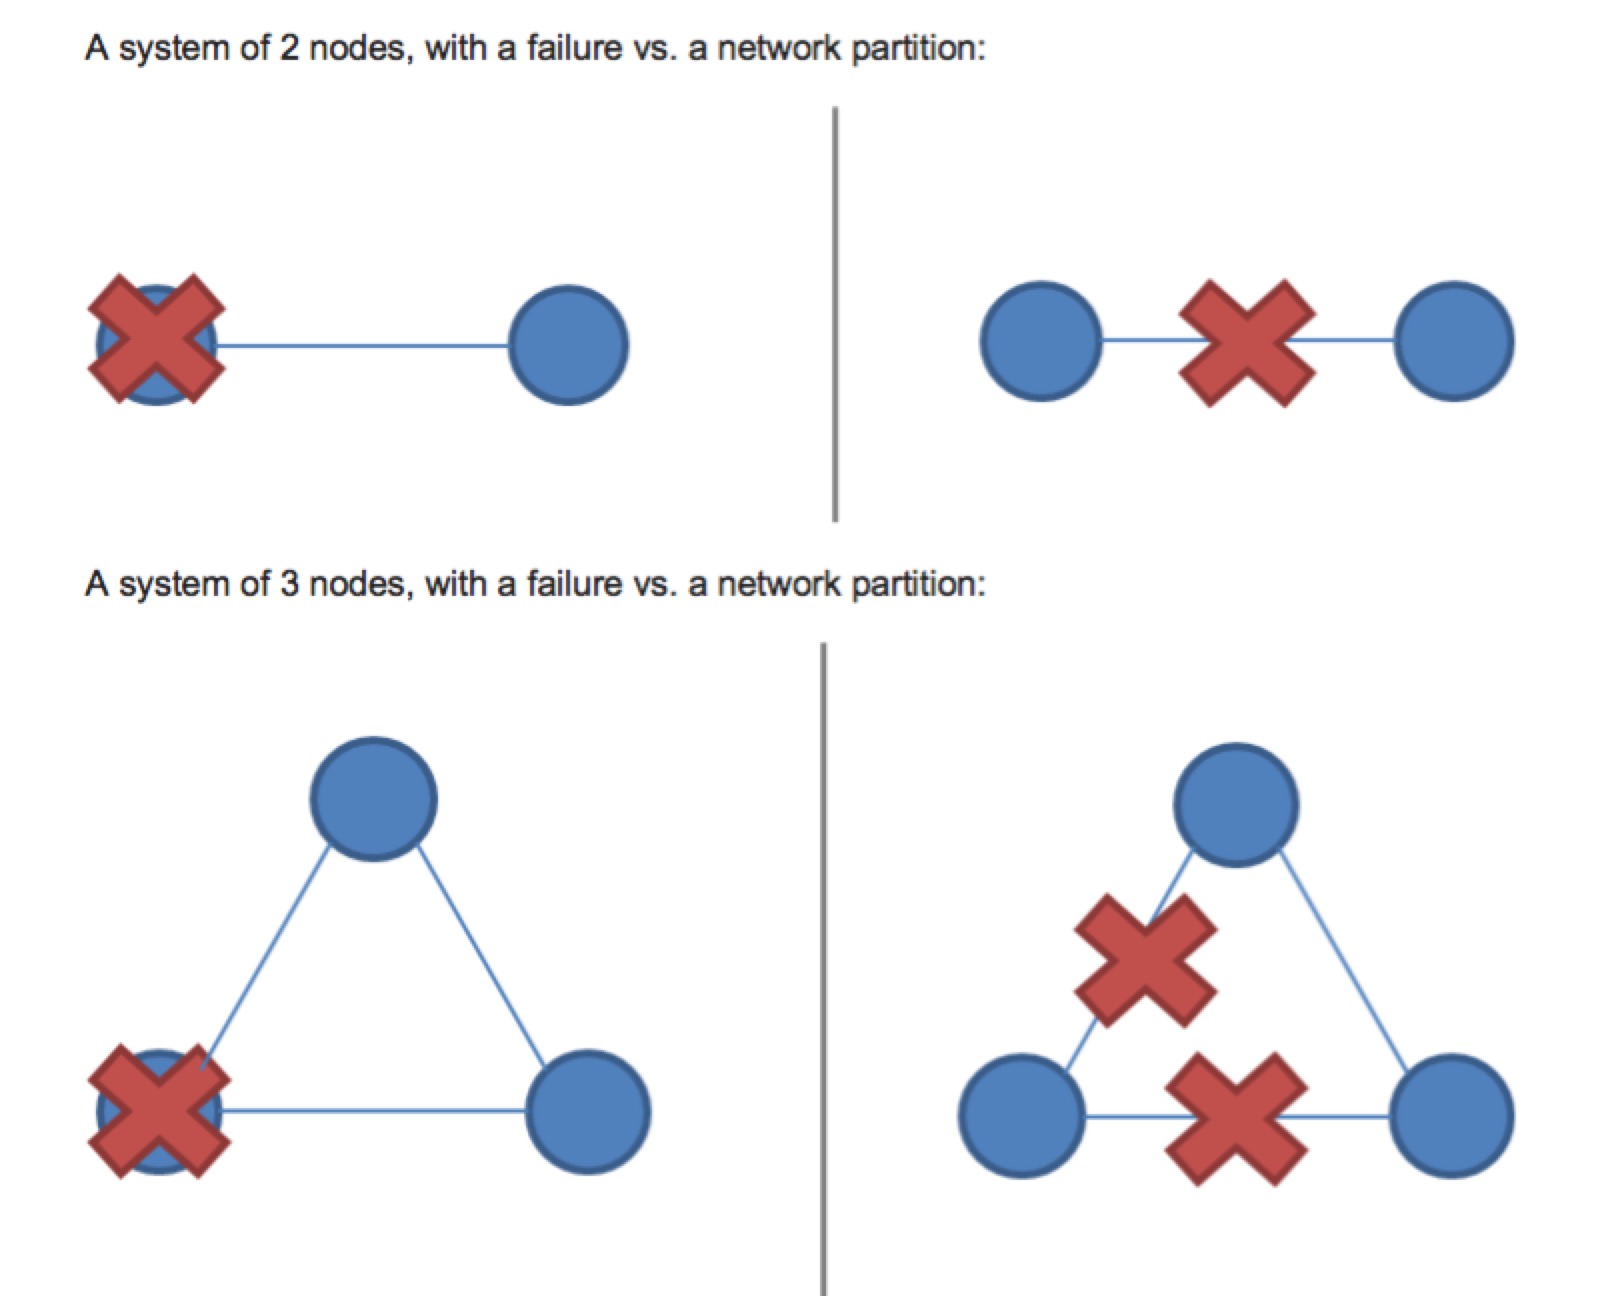 A system of 2 nodes, with a failure vs. a network partition:
A system of 3 nodes, with a failure vs. a network partition: